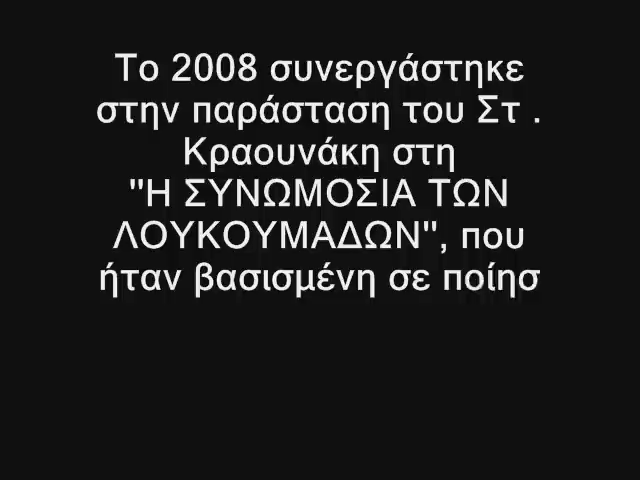 Το 2008 συνεργάστηκε
στην παράσταση του Στ .
Κραουνάκη στη
"Η ΣΥΝΩΜΟΣΙΑ ΤΩΝ
ΛΟΥΚΟΥΜΑΔΩΝ", που
ήταν βασισμένη σε ποίησ